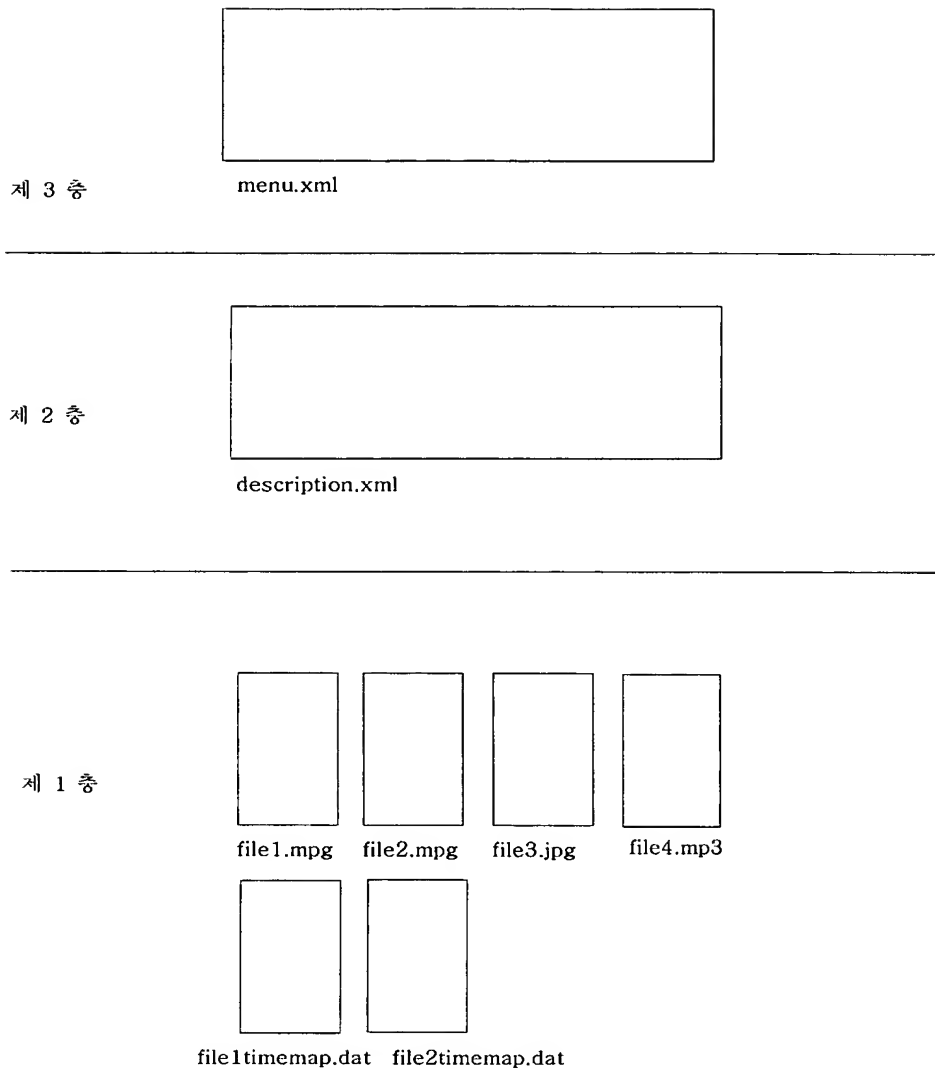 menu.xml
제 3 층
제 2 층
description.xml
제 1 층
file1.mpg file2.mpg file3.jpg file4.mp3
file1timemap.dat file2timemap.dat